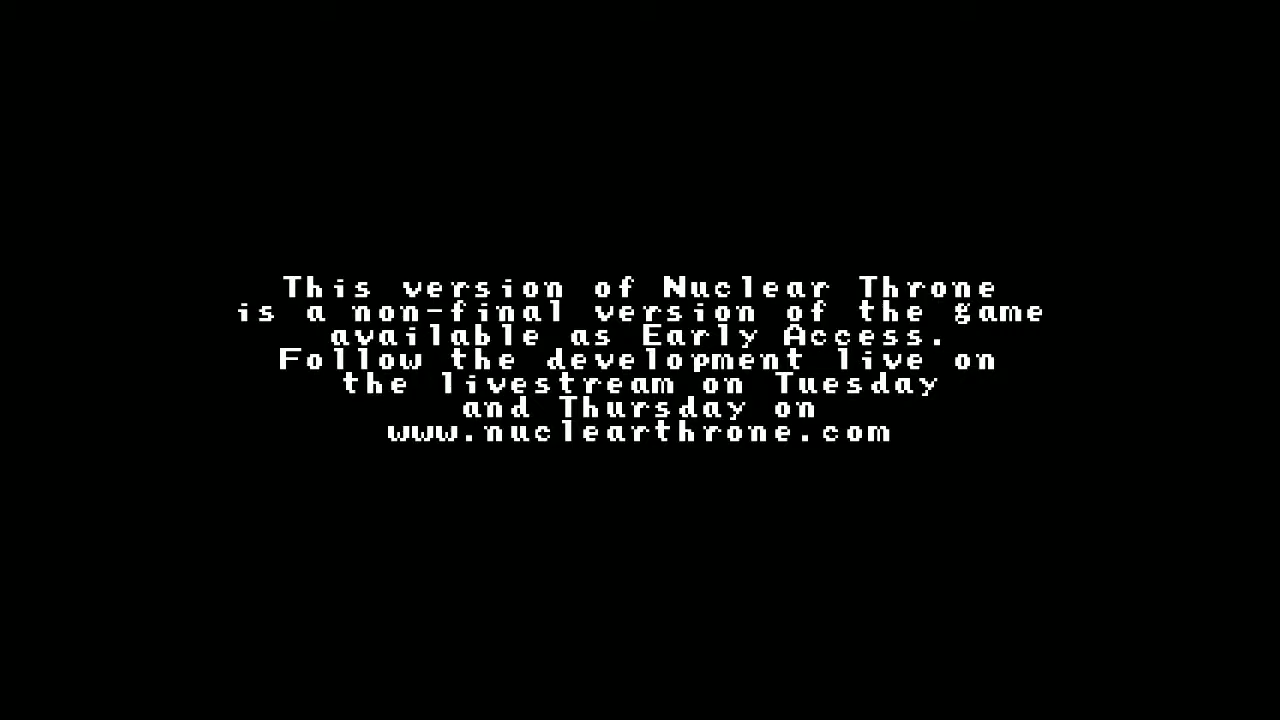 This version of Nuclear Throne
is a non-final version of the game
available as Early Access.
Follow the development live on
the livestream on Tuesday
and Thursday on
www.nuclearthrone.com